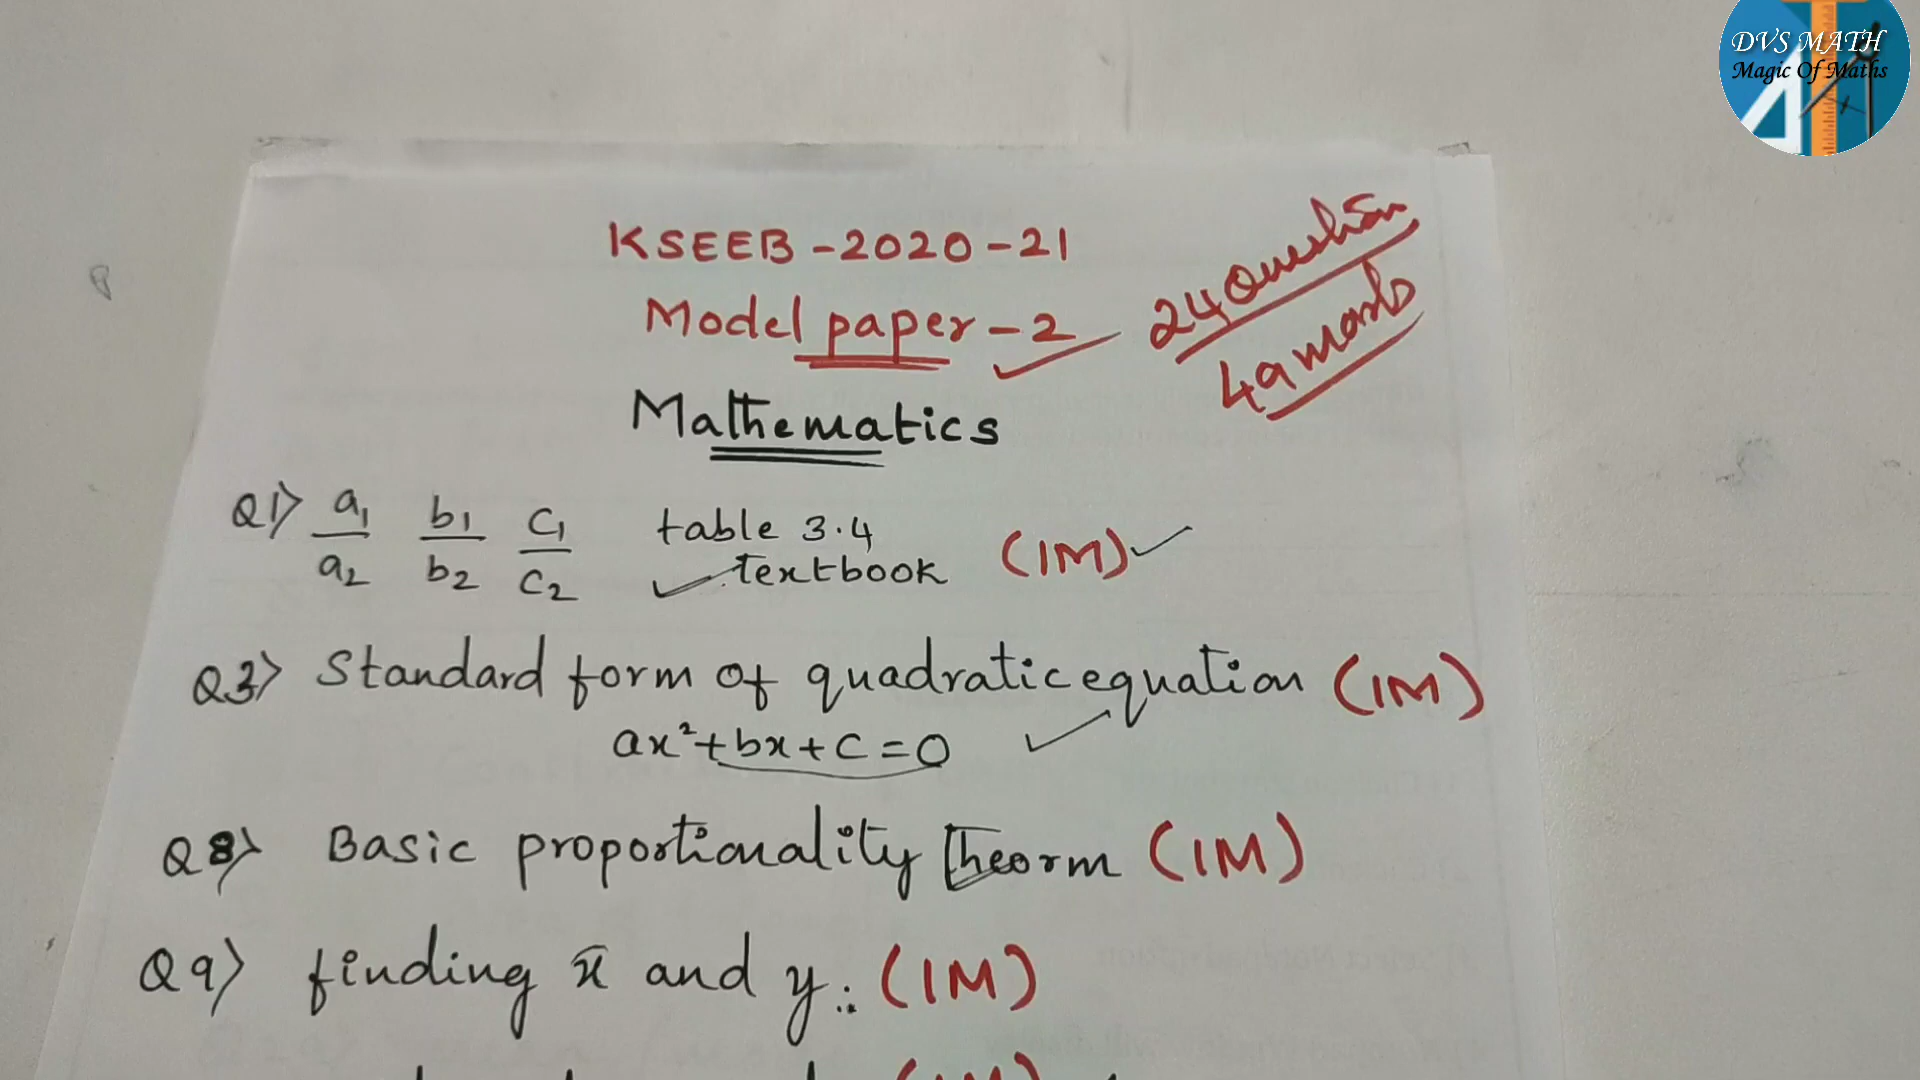 DVS MATH
Magic Of Maths
KSEEB - 2020 - 21
Model paper - 2
24 Question
49 marks
Mathematics
Q1) a₁/a₂ b₁/b₂ c₁/c₂ table 3.4 textbook (1M)
Q3) Standard form of quadratic equation (1M)
ax²+bx+c=0
Q8) Basic proportionality theorm (1M)
Q9) finding x and y: (1M)
(1M)